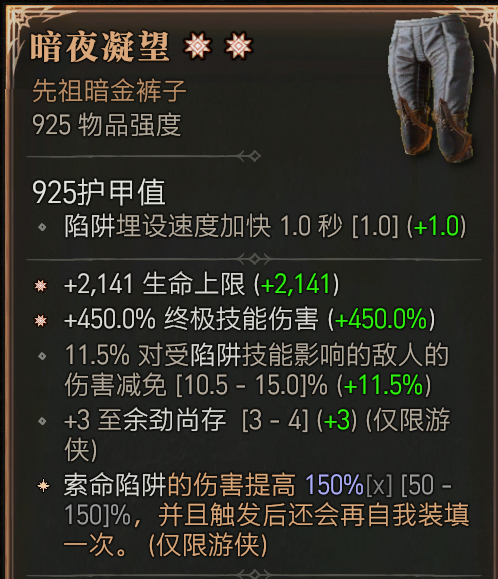 暗夜凝望
先祖暗金裤子
925 物品强度
925护甲值
陷阱埋设速度加快 1.0 秒 [1.0] (+1.0)
+2,141 生命上限 (+2,141)
+450.0% 终极技能伤害 (+450.0%)
11.5% 对受陷阱技能影响的敌人的
伤害减免 [10.5 - 15.0]% (+11.5%)
+3 至余劲尚存 [3 - 4] (+3) (仅限游
侠)
索命陷阱的伤害提高 150%[x] [50 -
150]%，并且触发后还会再自我装填
一次。 (仅限游侠)